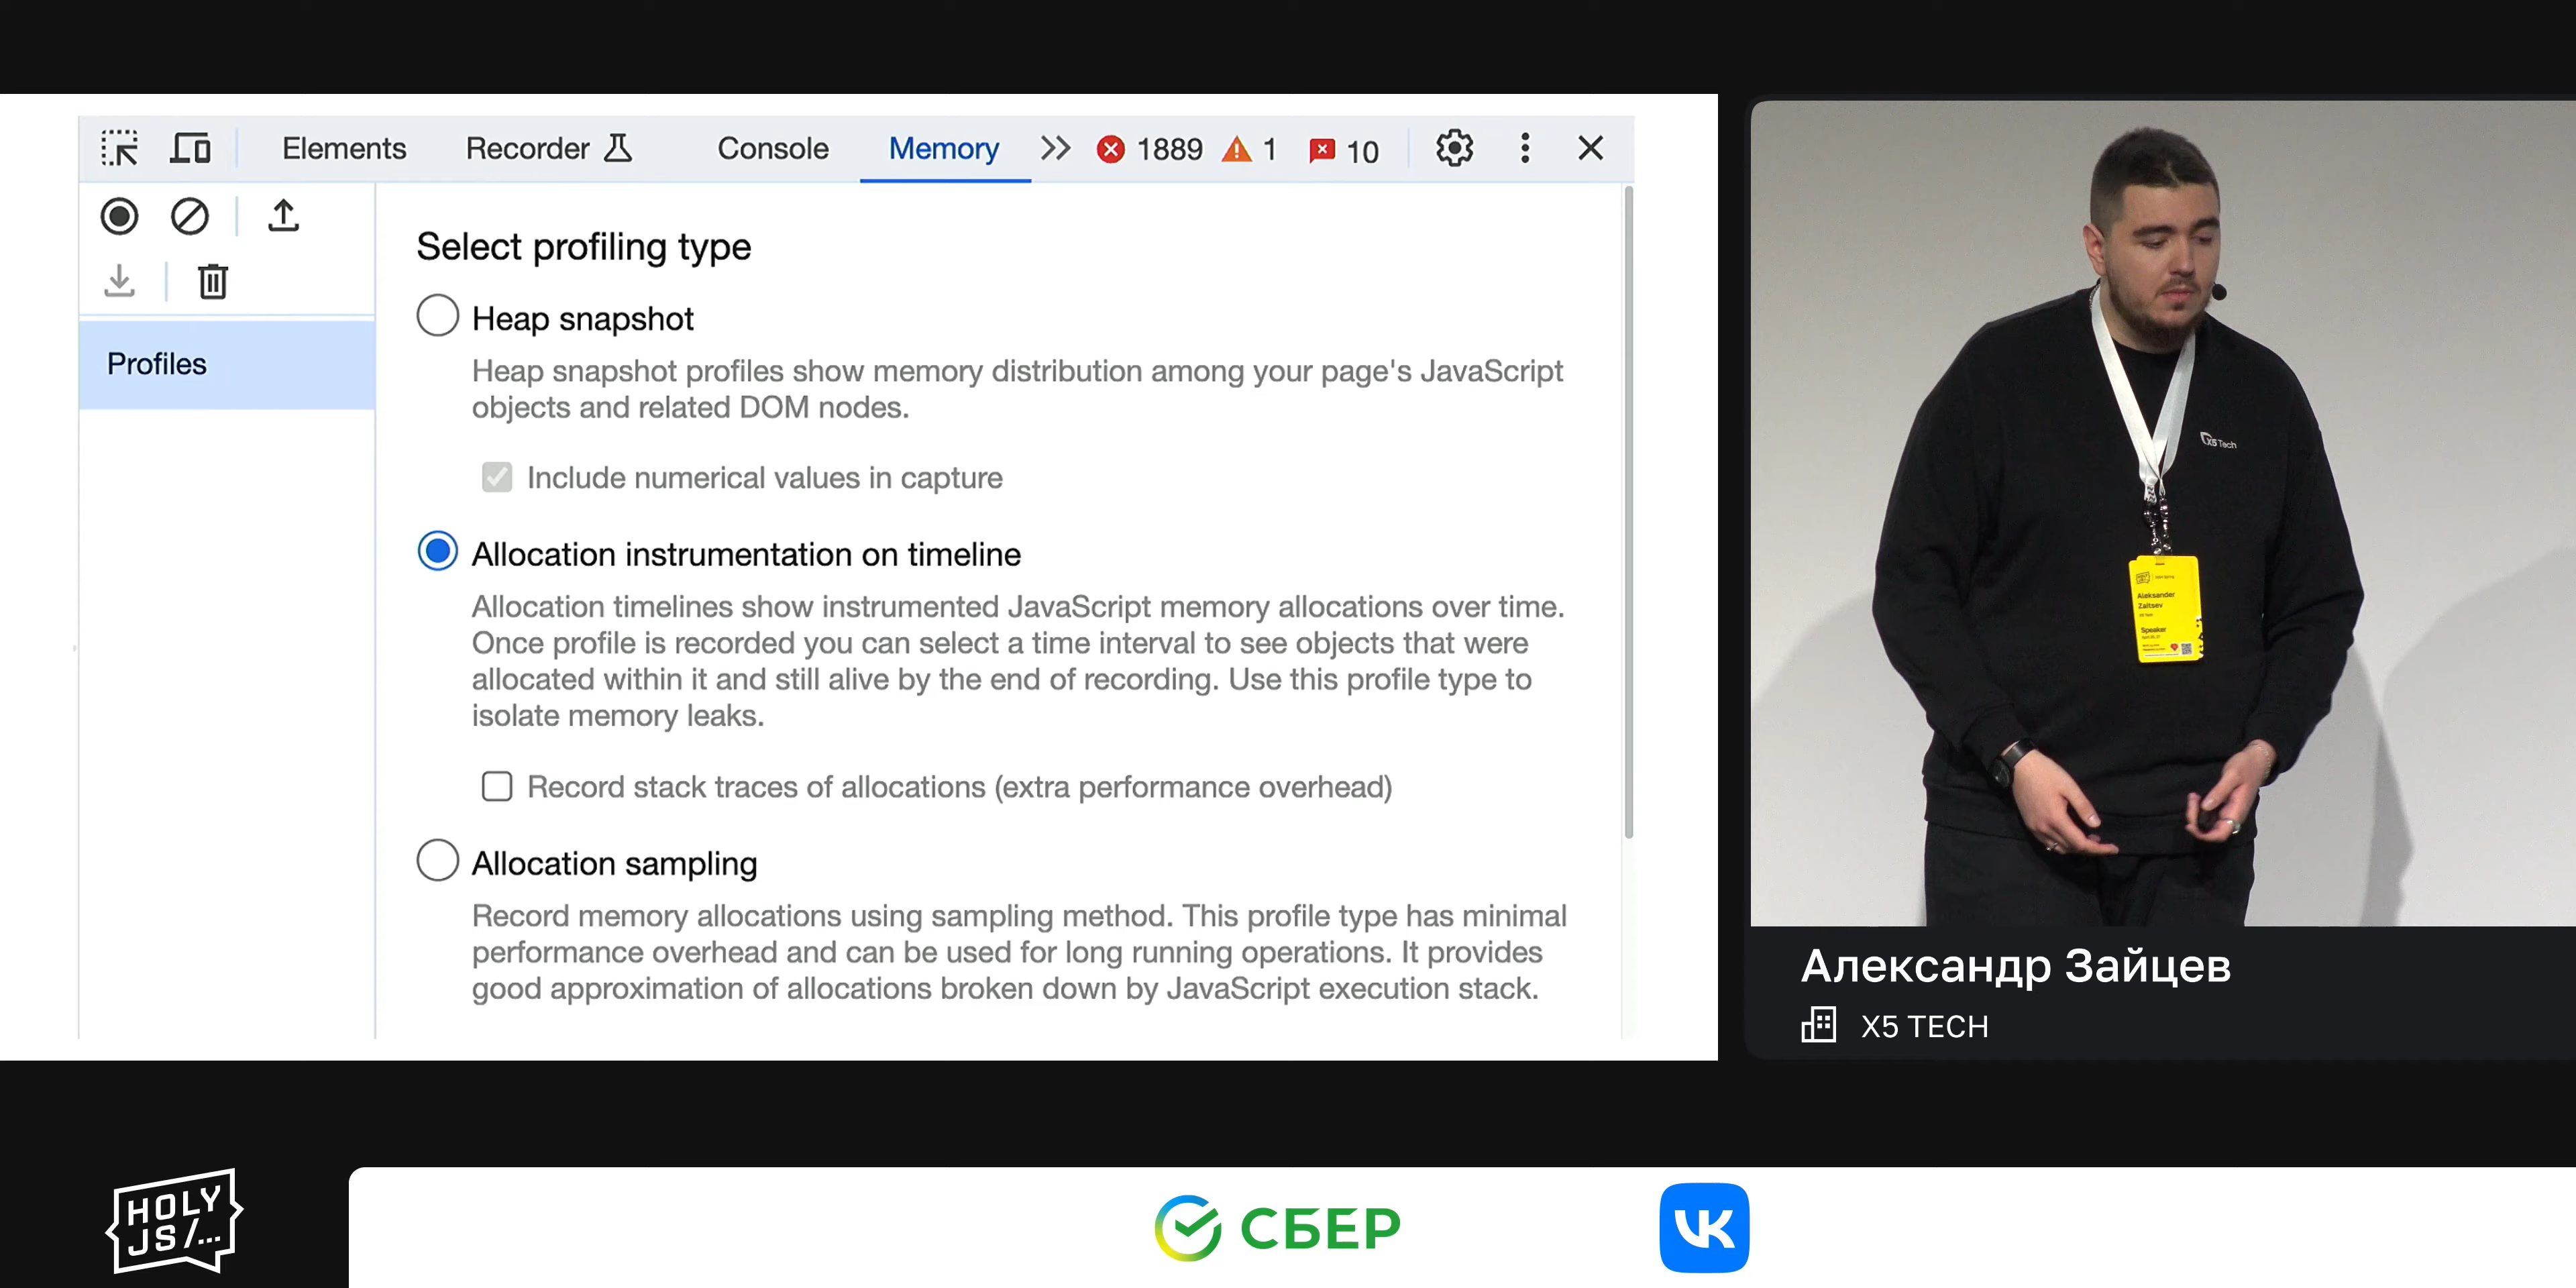 Elements
Recorder
Console
Memory
1889
1
10
Profiles
Select profiling type
Heap snapshot
Heap snapshot profiles show memory distribution among your page's JavaScript
objects and related DOM nodes.
Include numerical values in capture
Allocation instrumentation on timeline
Allocation timelines show instrumented JavaScript memory allocations over time.
Once profile is recorded you can select a time interval to see objects that were
allocated within it and still alive by the end of recording. Use this profile type to
isolate memory leaks.
Record stack traces of allocations (extra performance overhead)
Allocation sampling
Record memory allocations using sampling method. This profile type has minimal
performance overhead and can be used for long running operations. It provides
good approximation of allocations broken down by JavaScript execution stack.
X5 Tech
Aleksander
Zaitsev
Speaker
Александр Зайцев
X5 TECH
HOLY
JS/...
СБЕР
VK